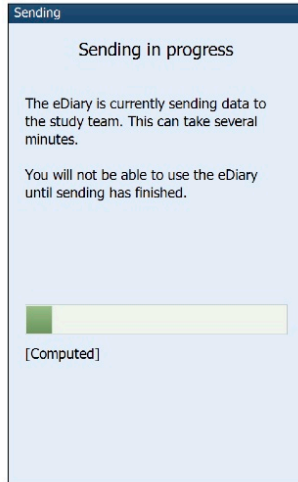 Sending
Sending in progress
The eDiary is currently sending data to
the study team. This can take several
minutes.
You will not be able to use the eDiary
until sending has finished.
[Computed]